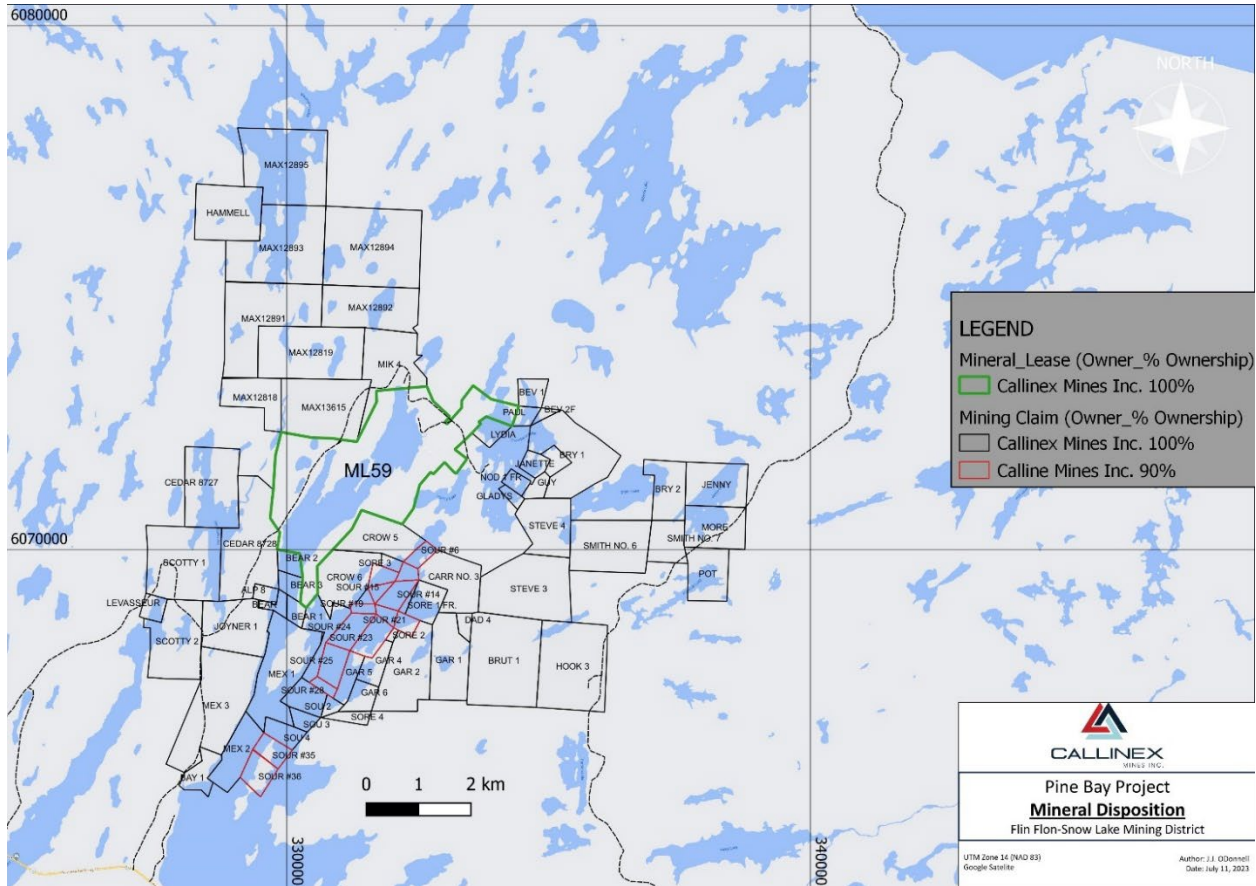 6080000
NORTH
MAX12895
HAMMELL
MAX12893
MAX12894
MAX12891
MAX12892
MAX12819
MIK 4
MAX12818
MAX13615
BEV 1
PAUL
BEV 2F
LYDIA
ML59
JANETTE
BRY 1
NOD 2 FR
GUY
GLADYS
CEDAR 8727
BRY 2
JENNY
STEVE 4
MORE
SMITH NO. 7
SMITH NO. 6
6070000
CROW 5
CEDAR 8728
BEAR 2
SOUR #6
SORE 3
SCOTTY 1
CROW 6
CARR NO. 3
POT
BEAR 3
SOUR #15
STEVE 3
ALP 8
SOUR #14
LEVASSEUR
BEAR
SOUR #19
SORE 1 FR.
BEAR 1
SOUR #21
DAD 4
JOYNER 1
SOUR #24
SCOTTY 2
SOUR #23
SORE 2
SOUR #25
GAR 4
GAR 1
BRUT 1
HOOK 3
MEX 1
GAR 5
GAR 2
SOUR #28
GAR 6
MEX 3
SOU 2
SORE 4
SOU 3
SOU 4
MEX 2
SOUR #35
BAY 1
SOUR #36
0 1 2 km
330000
340000
LEGEND
Mineral_Lease (Owner_% Ownership)
Callinex Mines Inc. 100%
Mining Claim (Owner_% Ownership)
Callinex Mines Inc. 100%
Calline Mines Inc. 90%
CALLINEX
MINES INC.
Pine Bay Project
Mineral Disposition
Flin Flon-Snow Lake Mining District
UTM Zone 14 (NAD 83)
Google Satelite
Author: J.J. ODonnell
Date: July 11, 2023